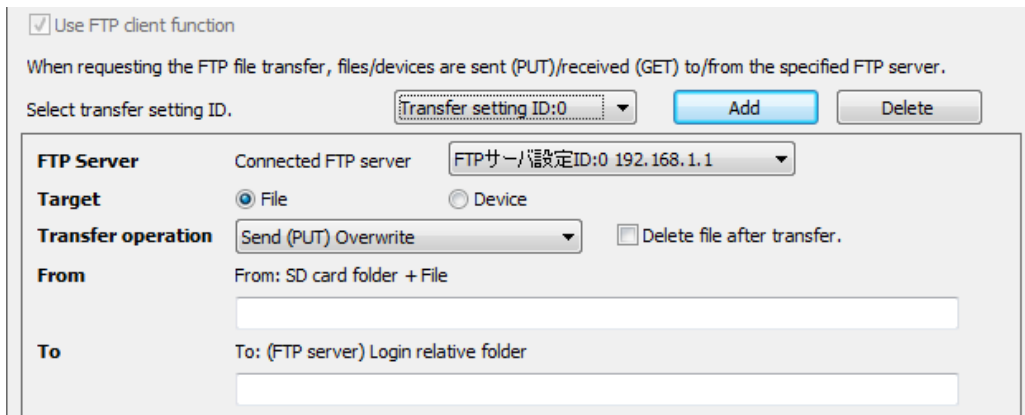 Use FTP client function
When requesting the FTP file transfer, files/devices are sent (PUT)/received (GET) to/from the specified FTP server.
Select transfer setting ID. Transfer setting ID:0 Add Delete
FTP Server Connected FTP server FTPサーバ設定ID:0 192.168.1.1
Target File Device
Transfer operation Send (PUT) Overwrite Delete file after transfer.
From From: SD card folder + File
To To: (FTP server) Login relative folder